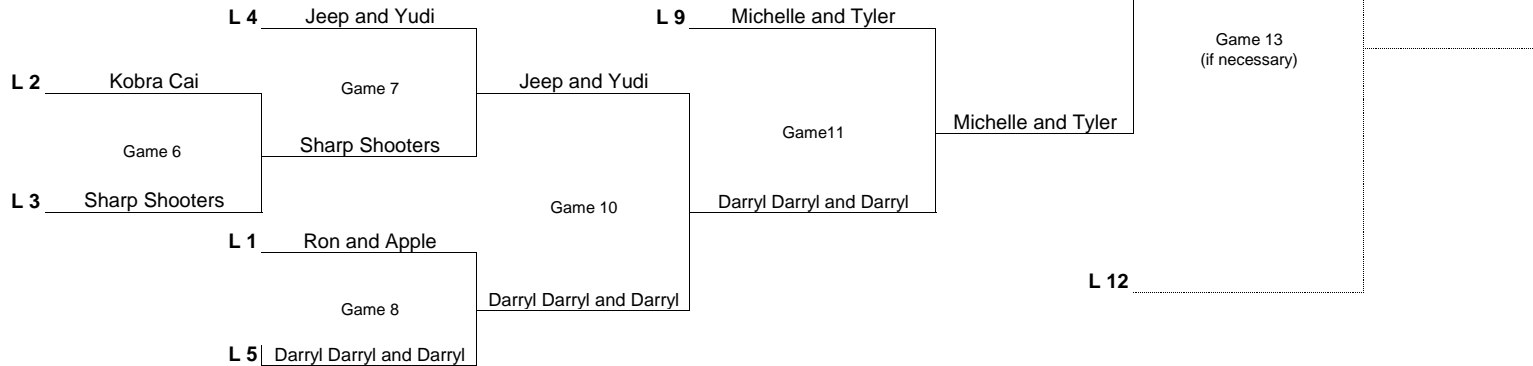 L 4 Jeep and Yudi
L 9 Michelle and Tyler
Game 13
(if necessary)
L 2 Kobra Cai
Game 7
Jeep and Yudi
Game11
Michelle and Tyler
Game 6
Sharp Shooters
L 3 Sharp Shooters
Game 10
Darryl Darryl and Darryl
L 1 Ron and Apple
L 12
Game 8
Darryl Darryl and Darryl
L 5 Darryl Darryl and Darryl